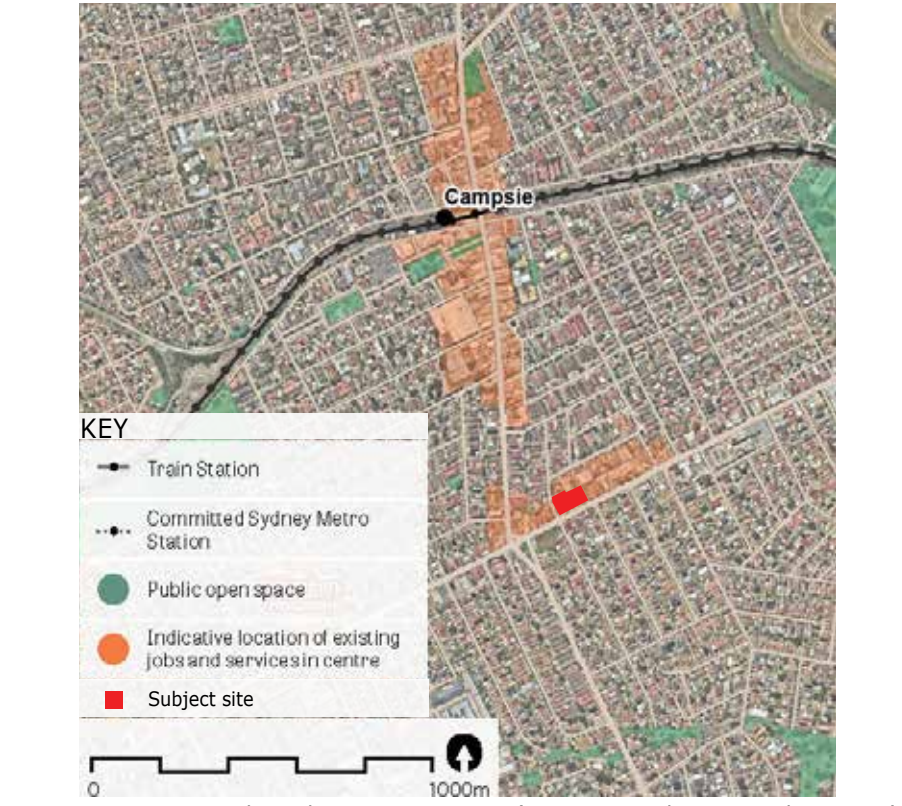 Campsie
KEY
Train Station
Committed Sydney Metro
Station
Public open space
Indicative location of existing
jobs and services in centre
Subject site
0
1000m